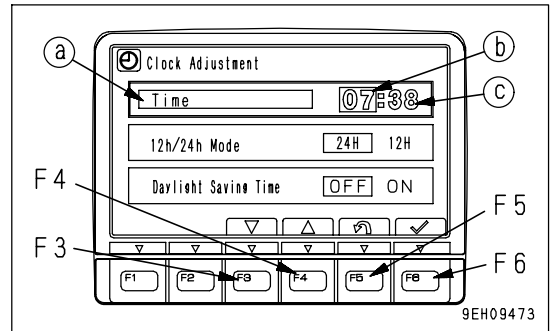 a
b
c
Clock Adjustment
Time 07:38
12h/24h Mode 24H 12H
Daylight Saving Time OFF ON
F4
F5
F3
F6
F1 F2 F3 F4 F5 F6
9EH09473